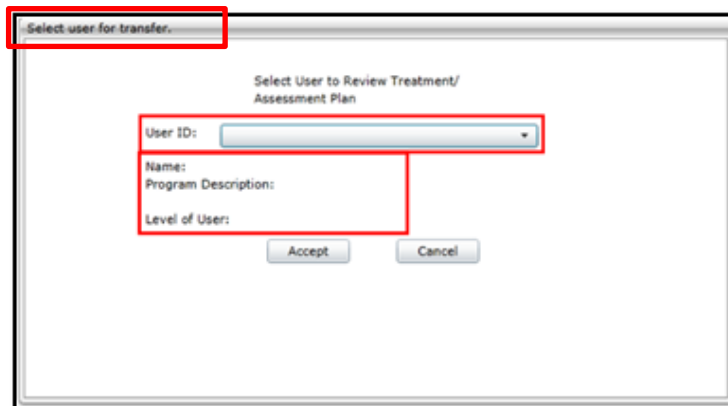 Select user for transfer.
Select User to Review Treatment/
Assessment Plan
User ID:
Name:
Program Description:
Level of User:
Accept Cancel